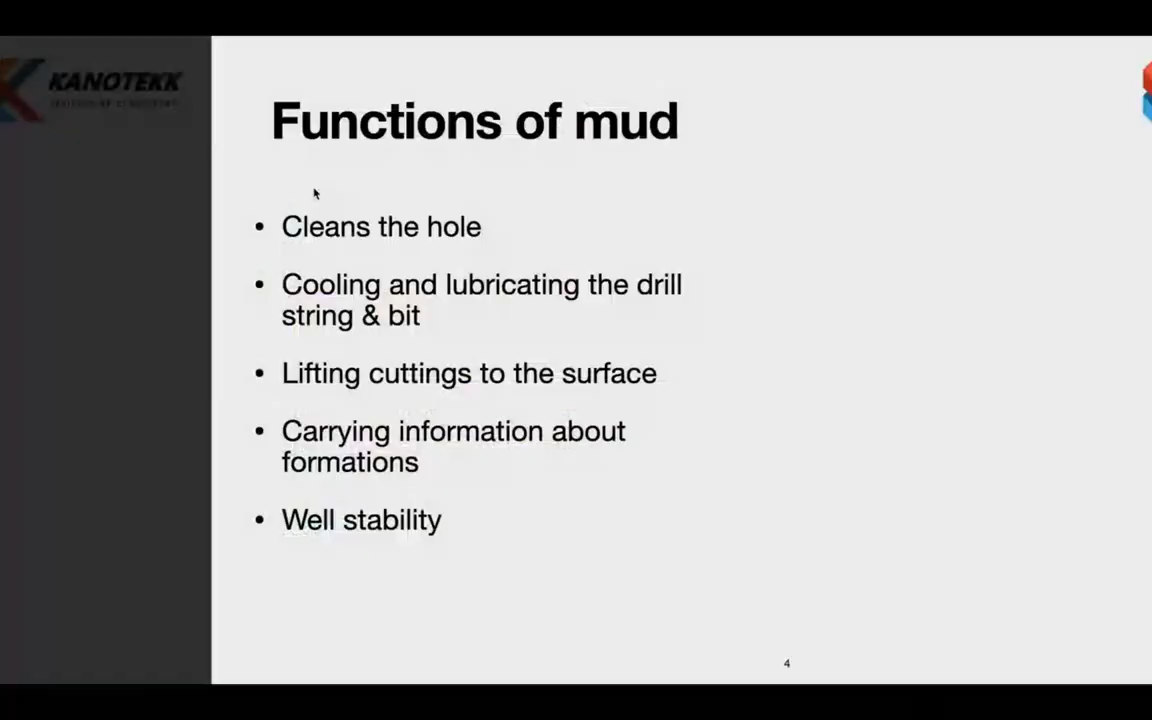 KANOTEKK
Functions of mud
• Cleans the hole
• Cooling and lubricating the drill
string & bit
• Lifting cuttings to the surface
• Carrying information about
formations
• Well stability
4